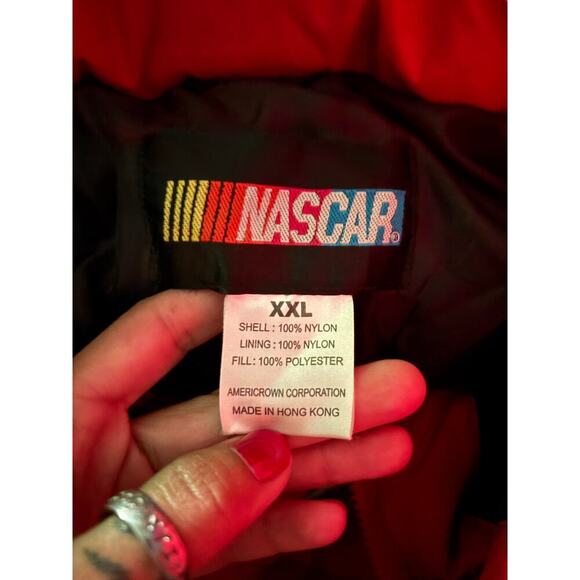 NASCAR®
XXL
SHELL : 100% NYLON
LINING : 100% NYLON
FILL : 100% POLYESTER
AMERICROWN CORPORATION
MADE IN HONG KONG